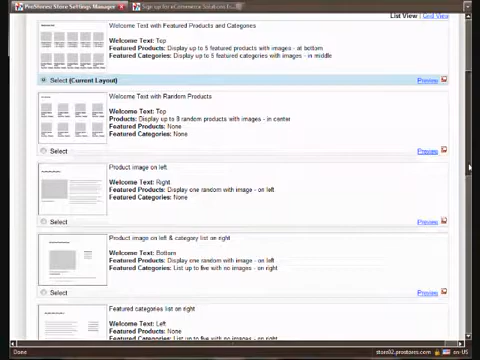 ProStores Store Settings Manager
Sign up for eCommerce Solutions fro...
List View | Grid View
Welcome Text with Featured Products and Categories
Welcome Text: Top
Featured Products: Display up to 5 featured products with images - at bottom
Featured Categories: Display up to 5 featured categories with images - in middle
Select (Current Layout)
Preview
Welcome Text with Random Products
Welcome Text: Top
Products: Display up to 8 random products with images - in center
Featured Products: None
Featured Categories: None
Select
Preview
Product image on left
Welcome Text: Right
Featured Products: Display one random with image - on left
Featured Categories: None
Select
Preview
Product image on left & category list on right
Welcome Text: Bottom
Featured Products: Display one random with image - on left
Featured Categories: List up to five with no images - on right
Select
Preview
Featured categories list on right
Welcome Text: Left
Featured Products: None
Done
store02.prostores.com
en-US